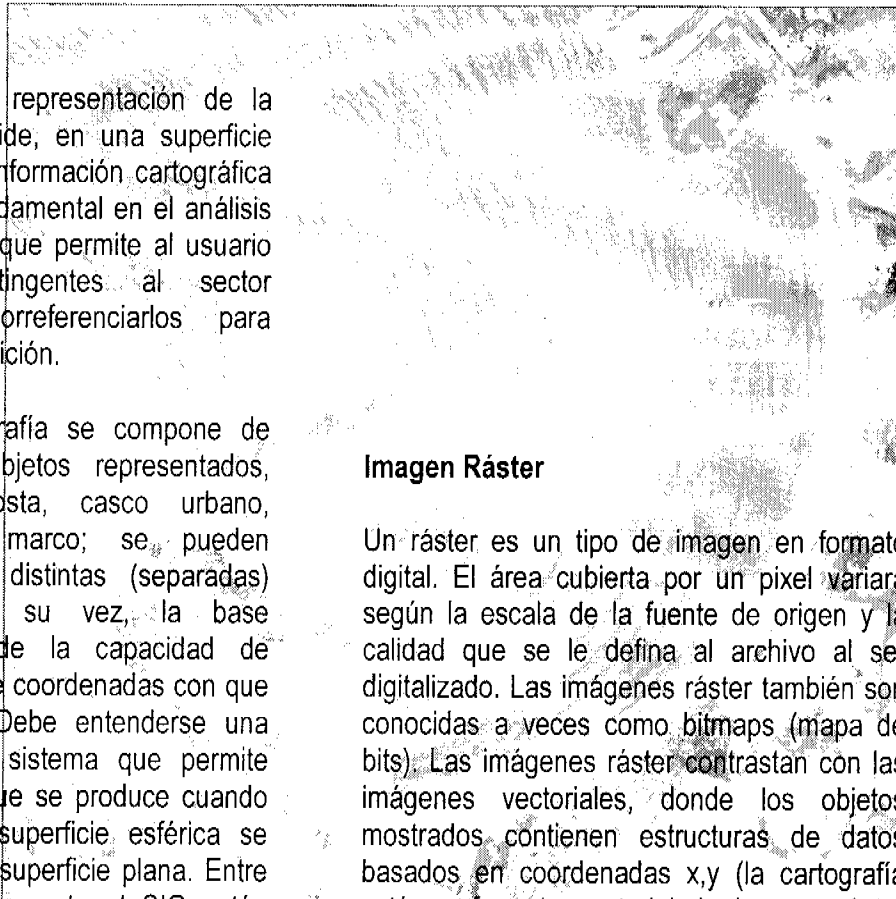 representación de la
ide, en una superficie
nformación cartográfica
damental en el análisis
que permite al usuario
tingentes al sector
orreferenciarlos para
ición.
rafía se compone de
bjetos representados,
osta, casco urbano,
marco; se pueden
distintas (separadas)
su vez, la base
de la capacidad de
e coordenadas con que
Debe entenderse una
sistema que permite
ue se produce cuando
superficie esférica se
superficie plana. Entre
Imagen Ráster
Un ráster es un tipo de imagen en formato
digital. El área cubierta por un pixel variara
según la escala de la fuente de origen y la
calidad que se le defina al archivo al ser
digitalizado. Las imágenes ráster también son
conocidas a veces como bitmaps (mapa de
bits). Las imágenes ráster contrastan con las
imágenes vectoriales, donde los objetos
mostrados contienen estructuras de datos
basados en coordenadas x,y (la cartografía